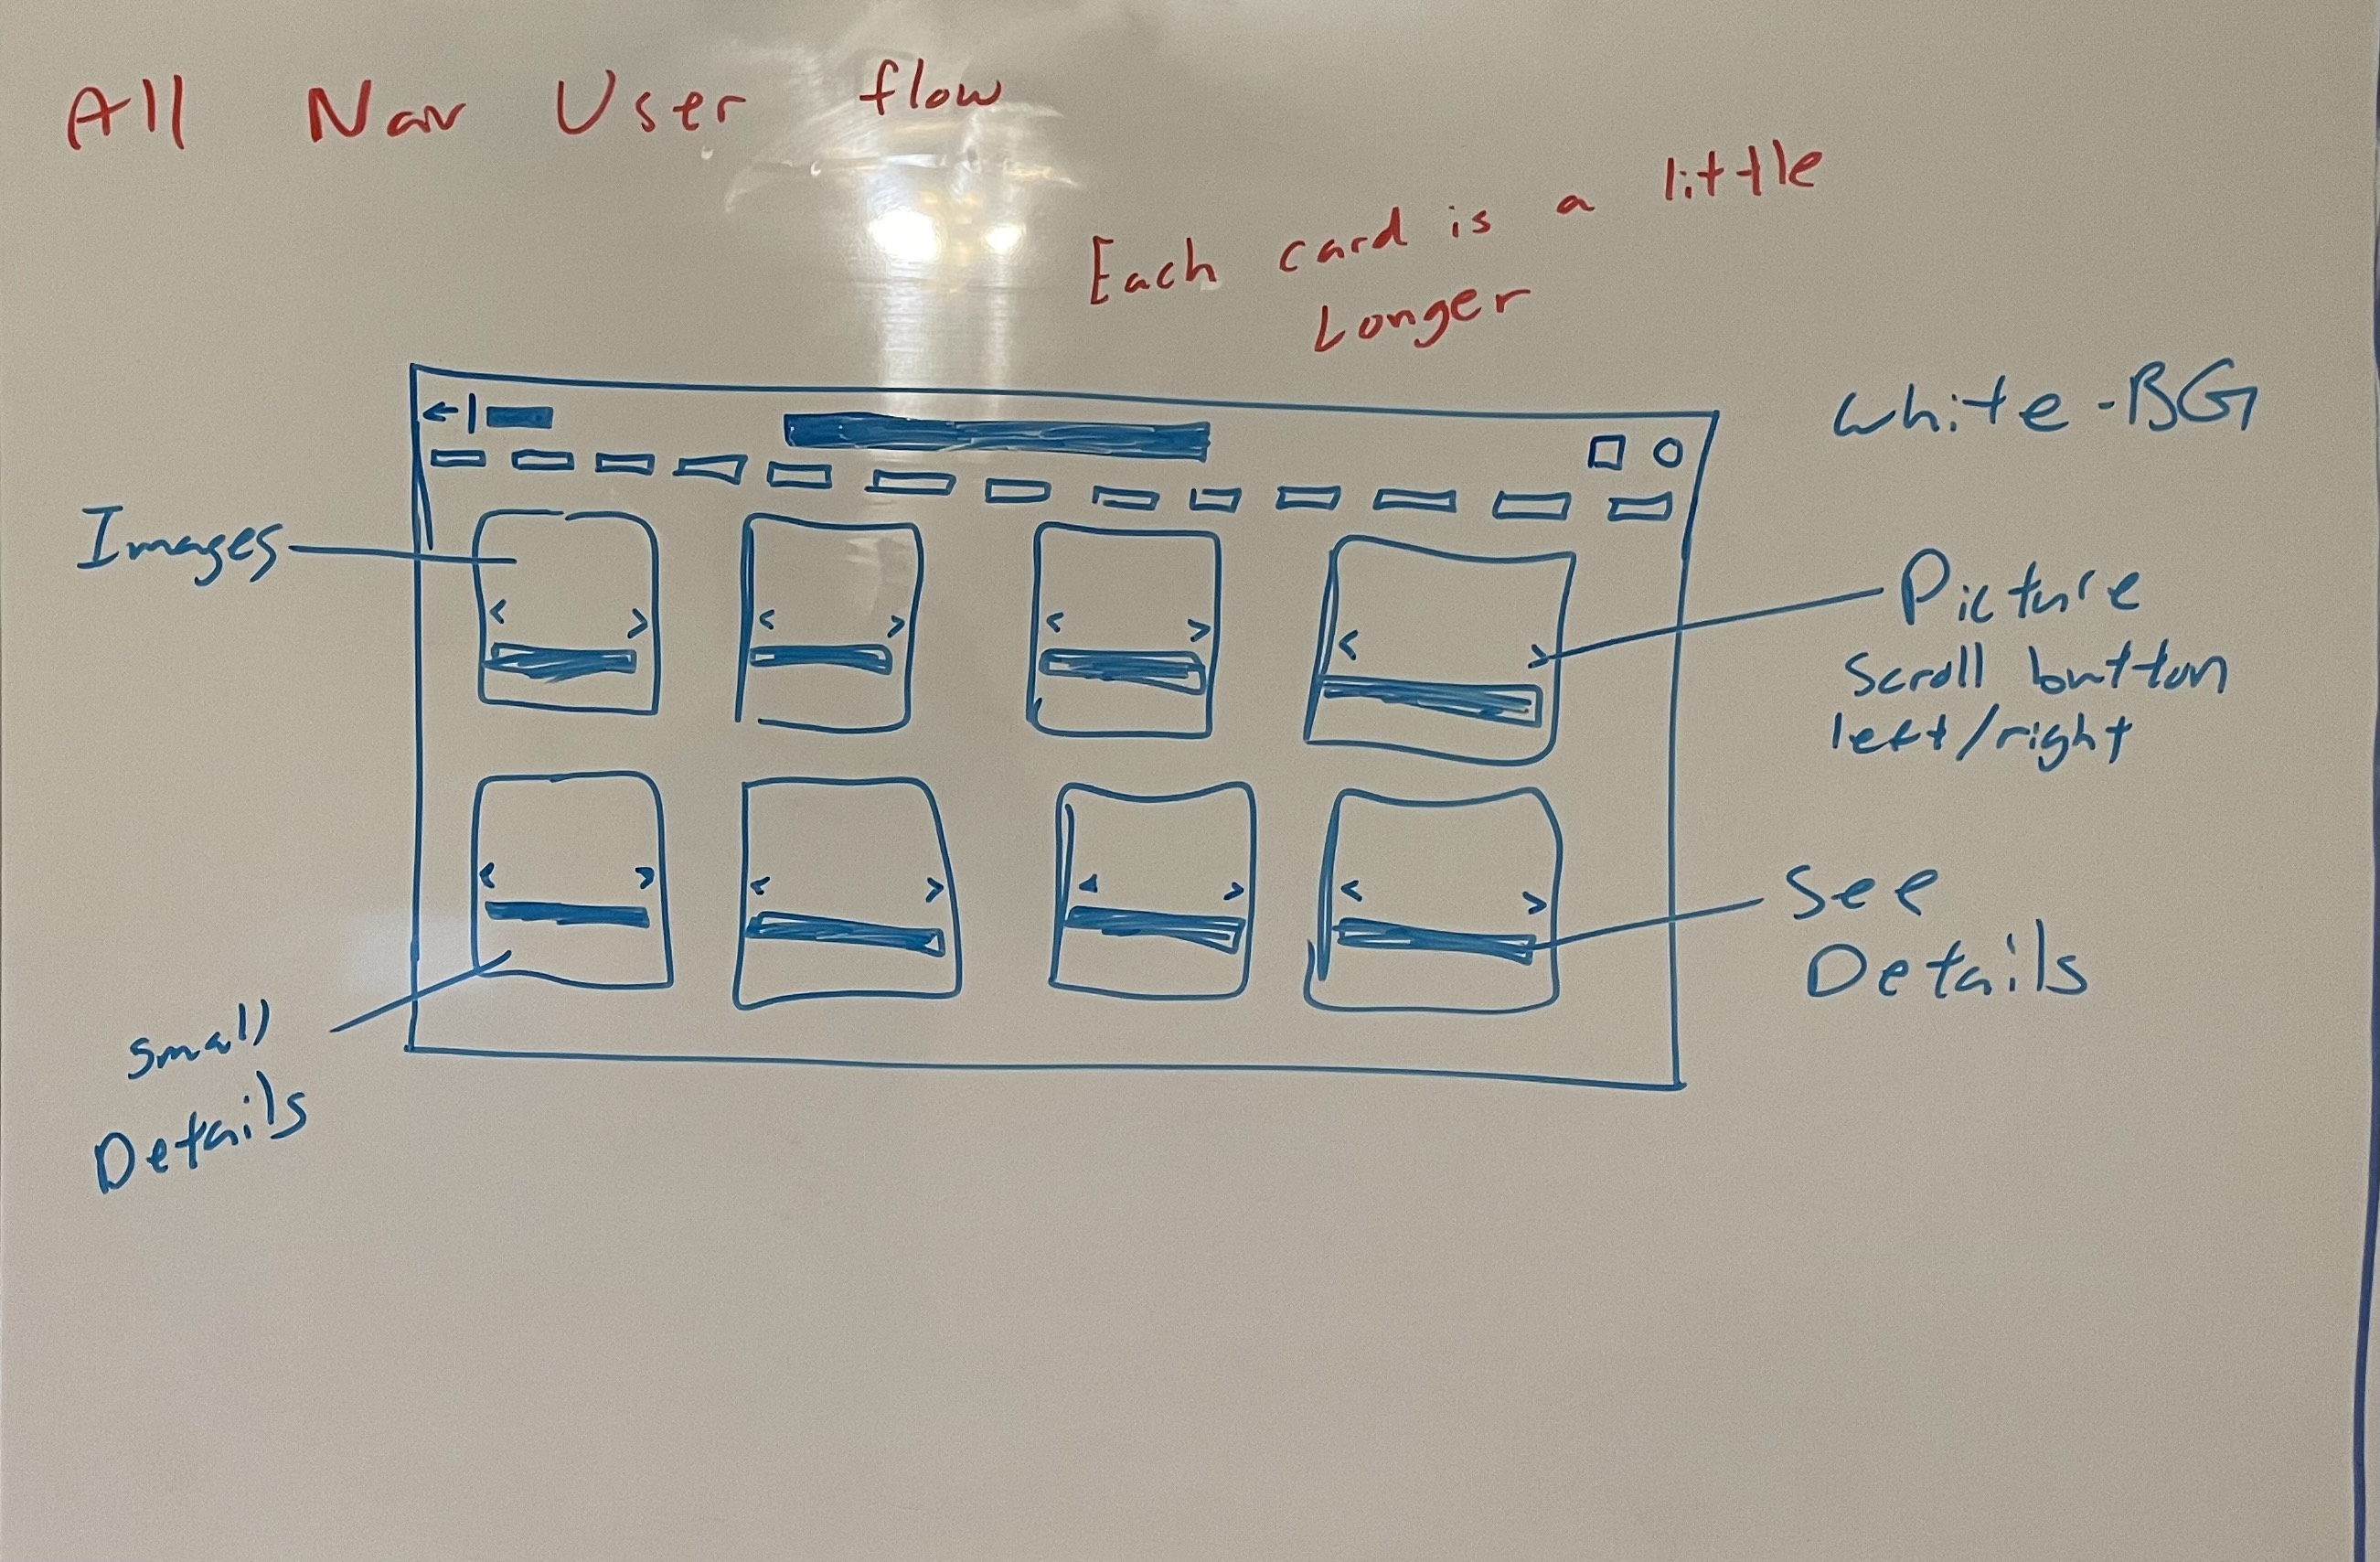 All Nav User flow
Each card is a little
Longer
White-BG
Images
Picture
Scroll button
left/right
See
Details
Small
Details